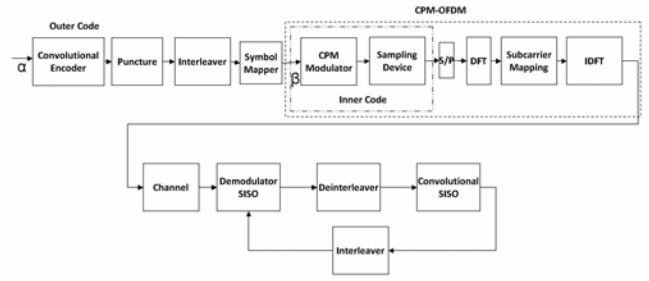 CPM-OFDM
Outer Code
α
Convolutional
Encoder
Puncture
Interleaver
Symbol
Mapper
β
CPM
Modulator
Sampling
Device
Inner Code
S/P
DFT
Subcarrier
Mapping
IDFT
Channel
Demodulator
SISO
Deinterleaver
Convolutional
SISO
Interleaver